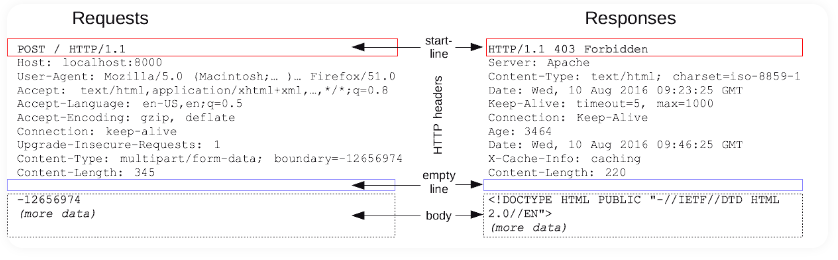 Requests
POST / HTTP/1.1
Host: localhost:8000
User-Agent: Mozilla/5.0 (Macintosh;… )… Firefox/51.0
Accept: text/html,application/xhtml+xml,…,*/*;q=0.8
Accept-Language: en-US,en;q=0.5
Accept-Encoding: gzip, deflate
Connection: keep-alive
Upgrade-Insecure-Requests: 1
Content-Type: multipart/form-data; boundary=-12656974
Content-Length: 345
-12656974
(more data)
start-
line
HTTP headers
empty
line
body
Responses
HTTP/1.1 403 Forbidden
Server: Apache
Content-Type: text/html; charset=iso-8859-1
Date: Wed, 10 Aug 2016 09:23:25 GMT
Keep-Alive: timeout=5, max=1000
Connection: Keep-Alive
Age: 3464
Date: Wed, 10 Aug 2016 09:46:25 GMT
X-Cache-Info: caching
Content-Length: 220
<!DOCTYPE HTML PUBLIC "-//IETF//DTD HTML
2.0//EN">
(more data)